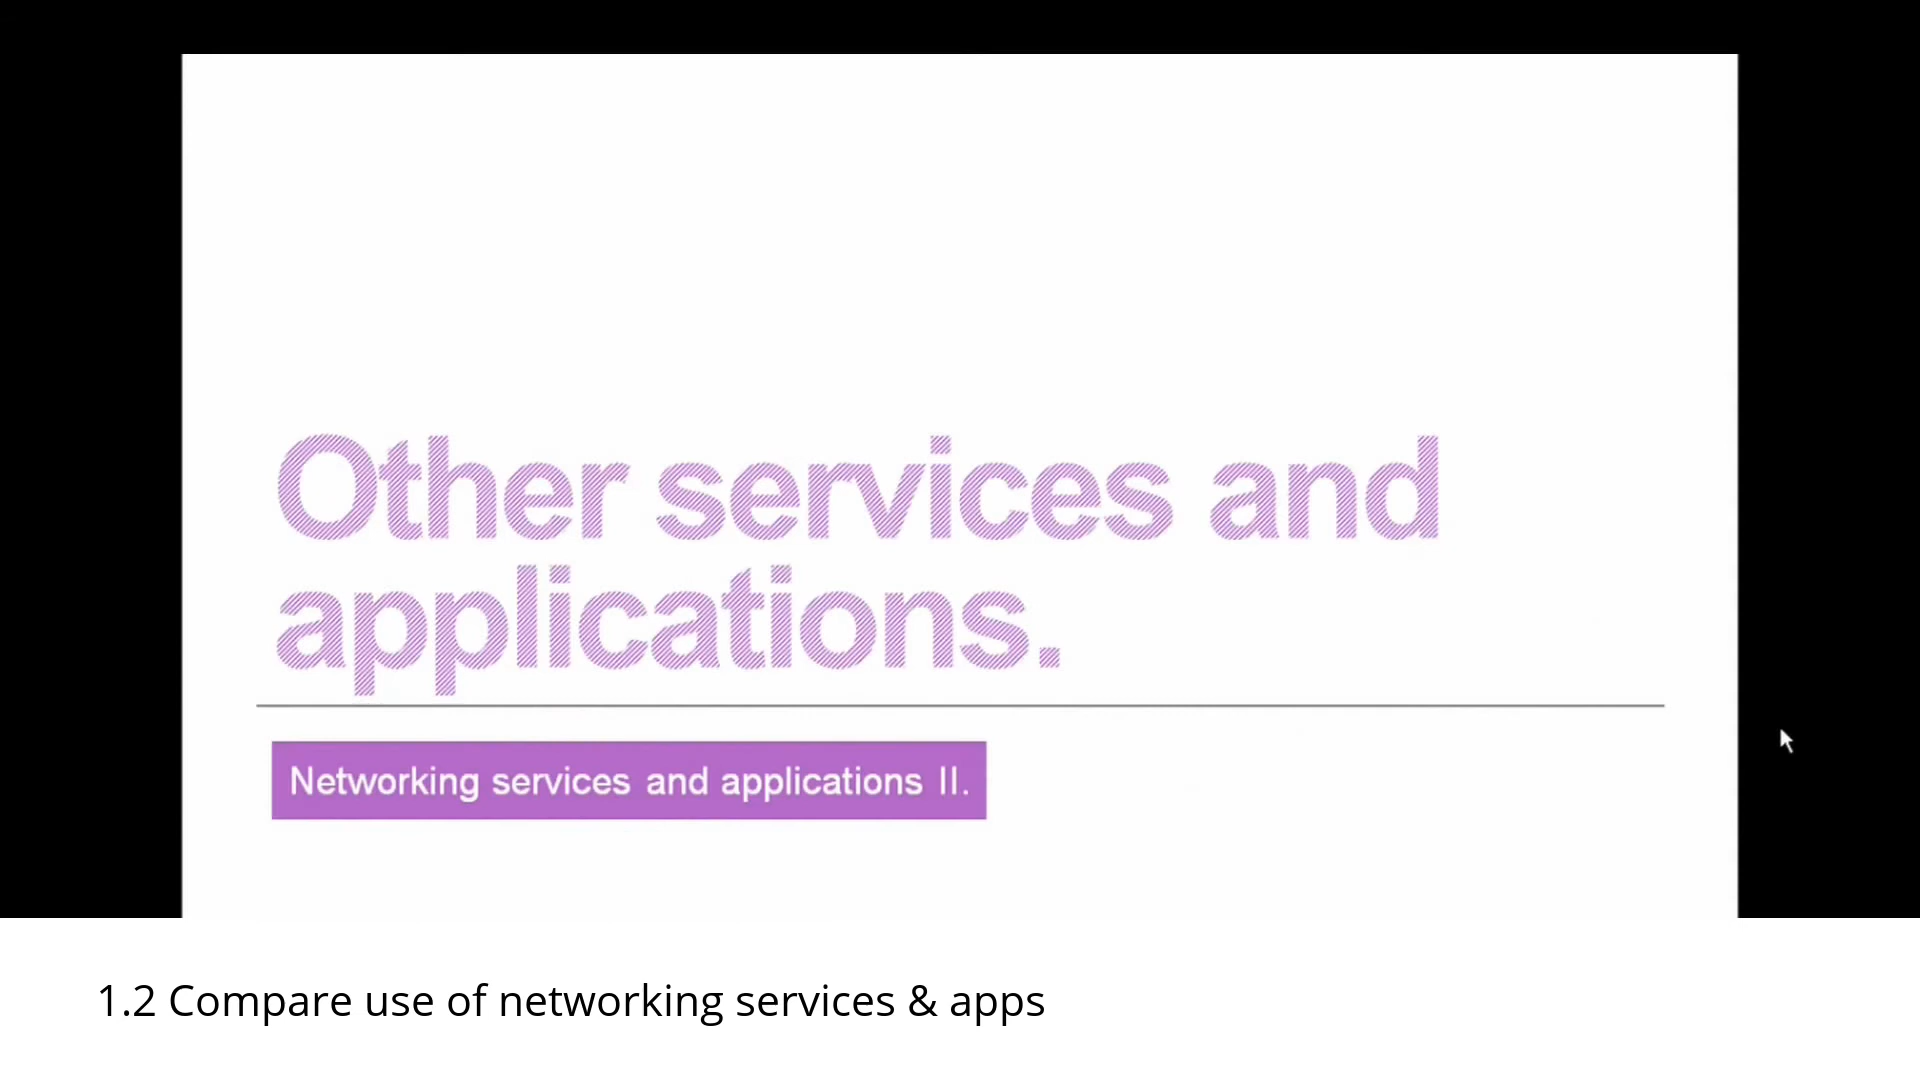 Other services and
applications.
Networking services and applications II.
1.2 Compare use of networking services & apps